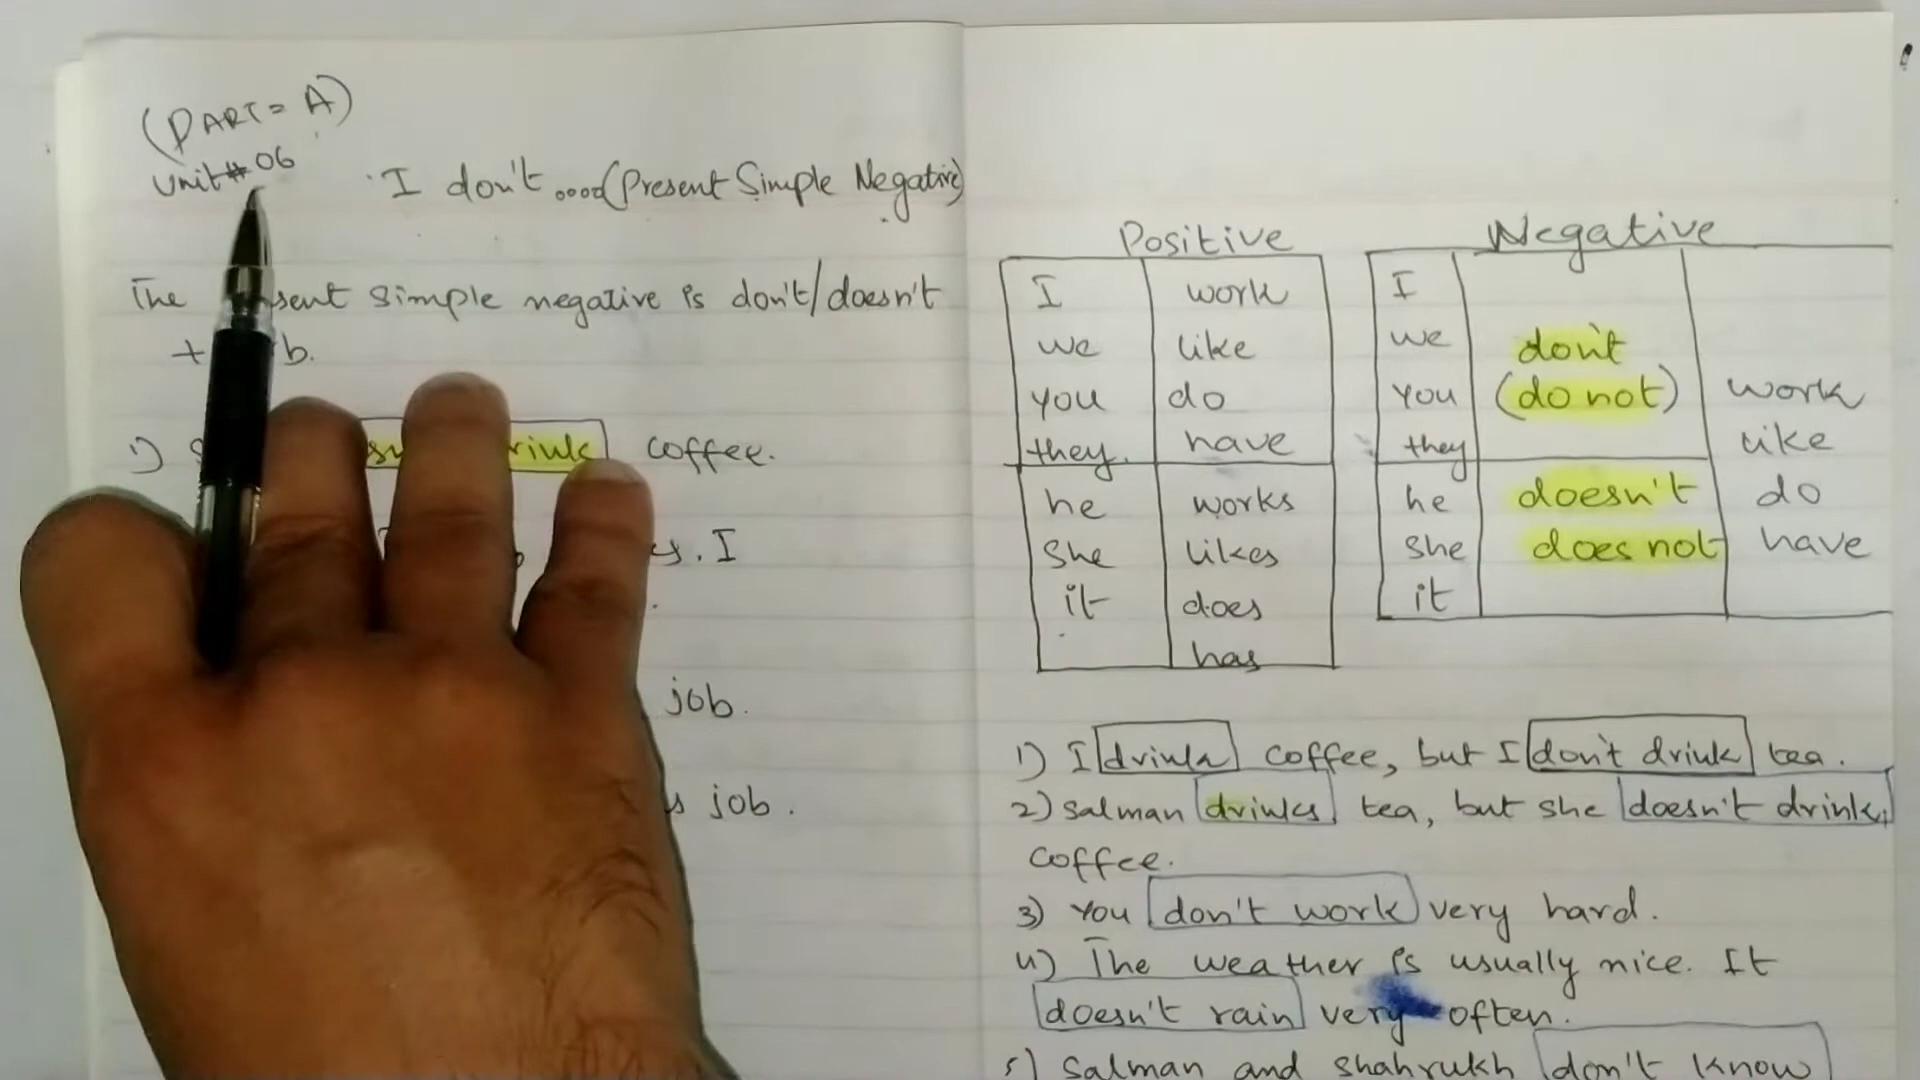 (PART = A)
Unit # 06
I don't ....(Present Simple Negative)
The simple negative is don't/doesn't
+
1) coffee.
. I
job.
job.
Positive
I work
we like
you do
they. have
he works
She likes
it does
has
Negative
I
we don't
You (do not) work
they like
he doesn't do
She does not have
it
1) I drink coffee, but I don't drink tea.
2) Salman drinks tea, but she doesn't drink
coffee.
3) You don't work very hard.
4) The weather is usually nice. It
doesn't rain very often.
5) Salman and Shahrukh don't know